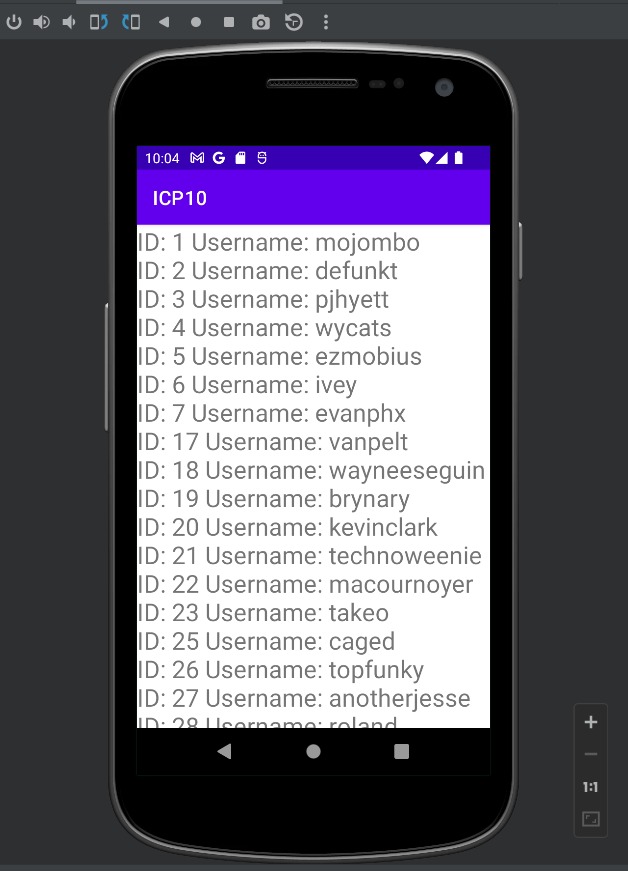 10:04
ICP10
ID: 1 Username: mojombo
ID: 2 Username: defunkt
ID: 3 Username: pjhyett
ID: 4 Username: wycats
ID: 5 Username: ezmobius
ID: 6 Username: ivey
ID: 7 Username: evanphx
ID: 17 Username: vanpelt
ID: 18 Username: wayneeseguin
ID: 19 Username: brynary
ID: 20 Username: kevinclark
ID: 21 Username: technoweenie
ID: 22 Username: macournoyer
ID: 23 Username: takeo
ID: 25 Username: caged
ID: 26 Username: topfunky
ID: 27 Username: anotherjesse
ID: 28 Username: roland
1:1